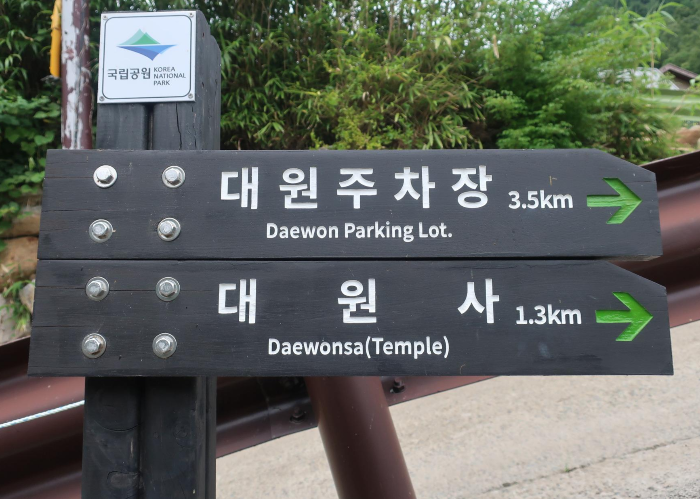 국립공원 KOREA
NATIONAL
PARK
대원주차장 3.5km
Daewon Parking Lot.
대 원 사 1.3km
Daewonsa(Temple)